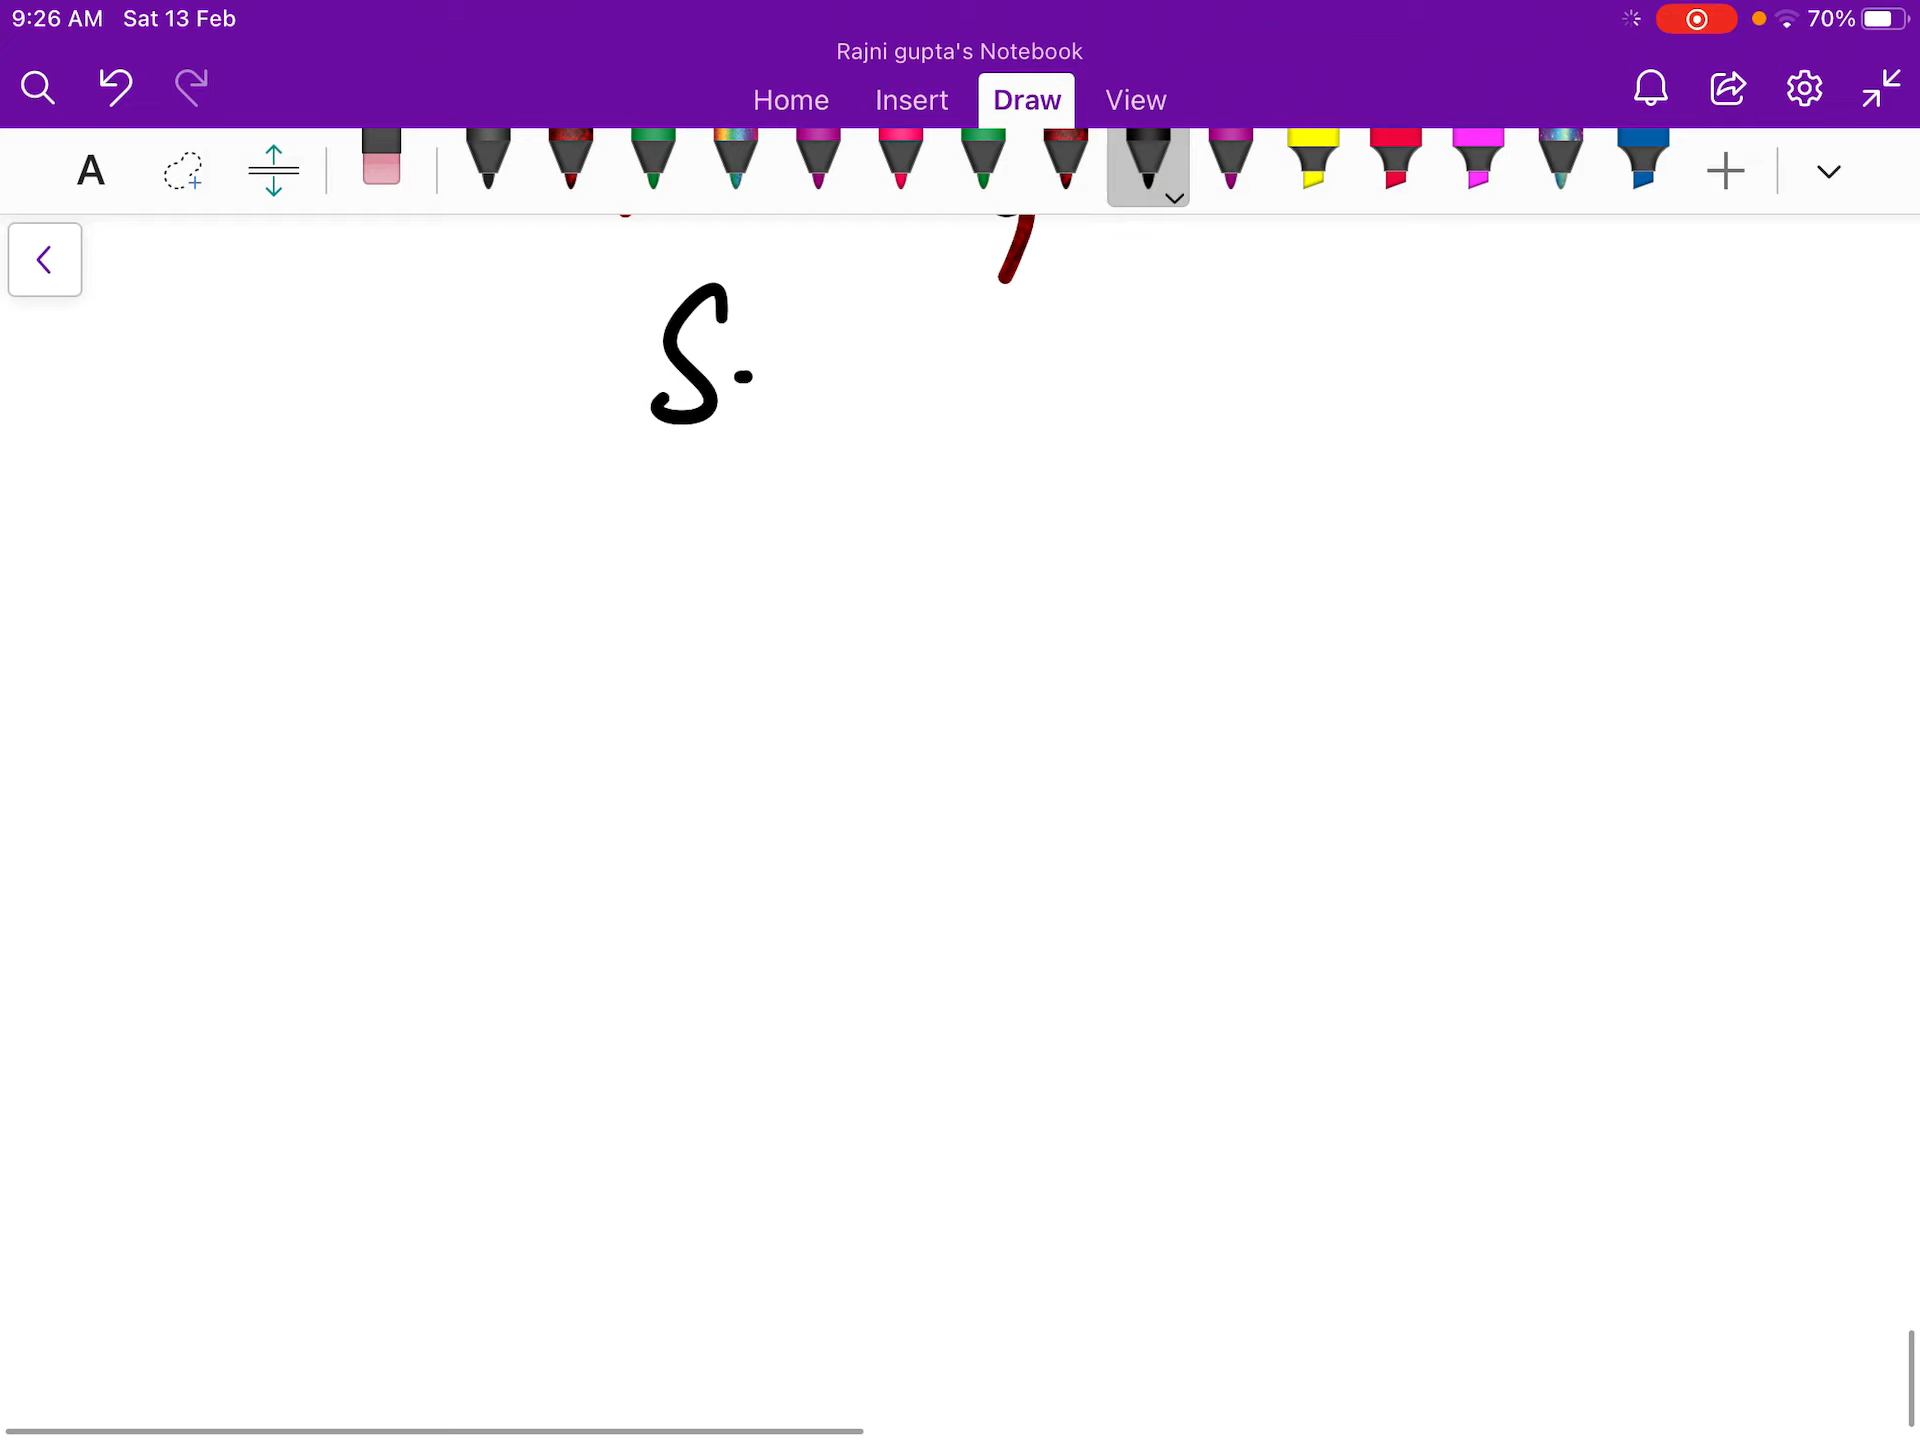 9:26 AM Sat 13 Feb 70%
Rajni gupta's Notebook
Home Insert Draw View
A
S.